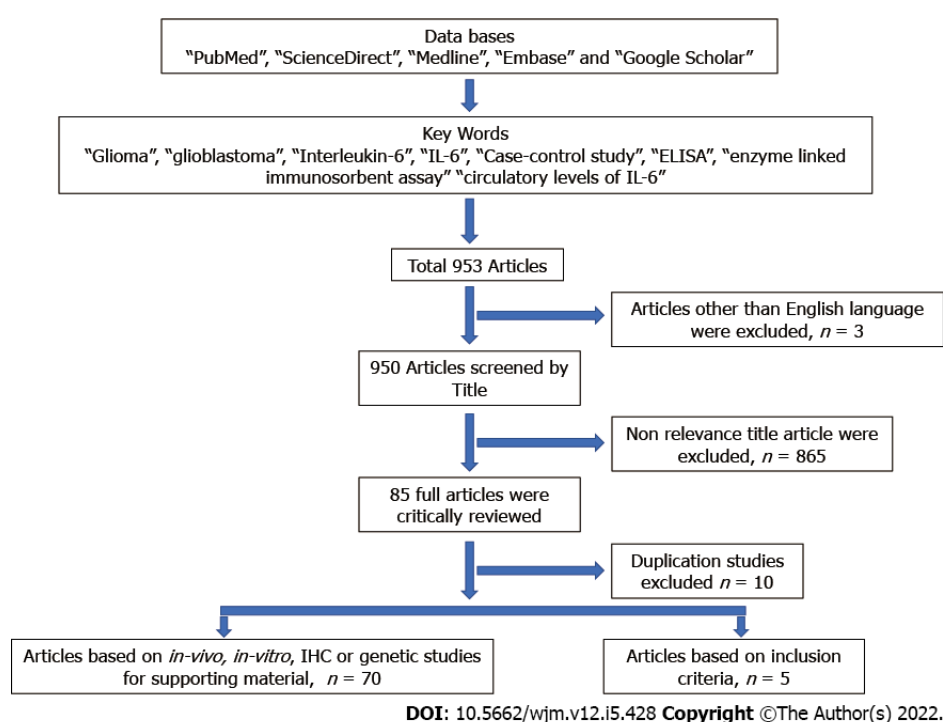 Data bases
“PubMed”, “ScienceDirect”, “Medline”, “Embase” and “Google Scholar”
Key Words
“Glioma”, “glioblastoma”, “Interleukin-6”, “IL-6”, “Case-control study”, “ELISA”, “enzyme linked
immunosorbent assay” “circulatory levels of IL-6”
Total 953 Articles
Articles other than English language
were excluded, n = 3
950 Articles screened by
Title
Non relevance title article were
excluded, n = 865
85 full articles were
critically reviewed
Duplication studies
excluded n = 10
Articles based on in-vivo, in-vitro, IHC or genetic studies
for supporting material, n = 70
Articles based on inclusion
criteria, n = 5
DOI: 10.5662/wjm.v12.i5.428 Copyright ©The Author(s) 2022.